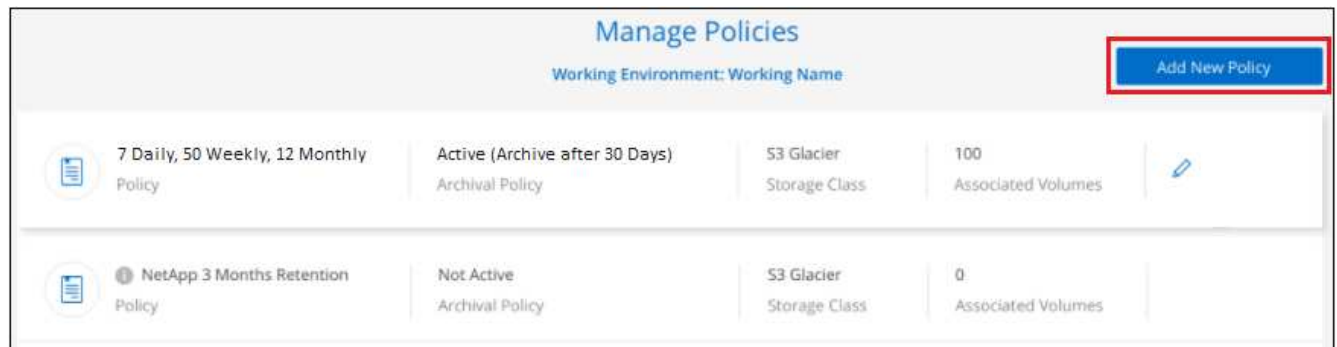 Manage Policies
Working Environment: Working Name
Add New Policy
7 Daily, 50 Weekly, 12 Monthly
Policy
Active (Archive after 30 Days)
Archival Policy
S3 Glacier
Storage Class
100
Associated Volumes
NetApp 3 Months Retention
Policy
Not Active
Archival Policy
S3 Glacier
Storage Class
0
Associated Volumes